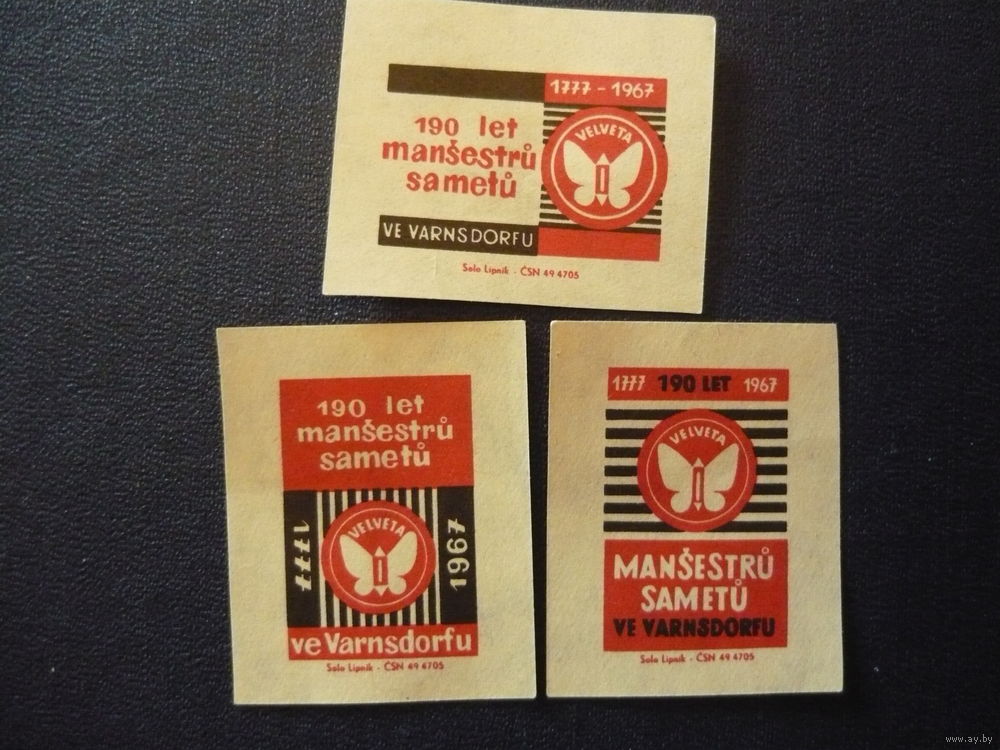 1777 - 1967
190 let
manšestrů
sametů
VELVETA
VE VARNSDORFU
Solo Lipník - ČSN 49 4705
190 let
manšestrů
sametů
1777
VELVETA
1967
ve Varnsdorfu
Solo Lipník - ČSN 49 4705
1777 190 LET 1967
VELVETA
MANŠESTRŮ
SAMETŮ
VE VARNSDORFU
Solo Lipník - ČSN 49 4705
www.ay.by